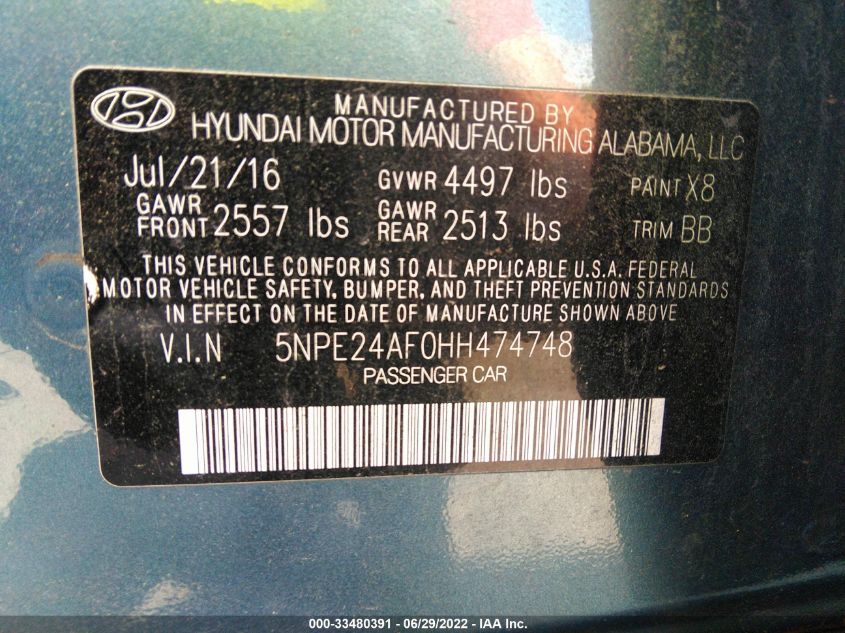 MANUFACTURED BY
HYUNDAI MOTOR MANUFACTURING ALABAMA, LLC
Jul/21/16 GVWR 4497 lbs PAINT X8
GAWR FRONT 2557 lbs GAWR REAR 2513 lbs TRIM BB
THIS VEHICLE CONFORMS TO ALL APPLICABLE U.S.A. FEDERAL
MOTOR VEHICLE SAFETY, BUMPER, AND THEFT PREVENTION STANDARDS
IN EFFECT ON THE DATE OF MANUFACTURE SHOWN ABOVE
V.I.N 5NPE24AF0HH474748
PASSENGER CAR
000-33480391 - 06/29/2022 - IAA Inc.